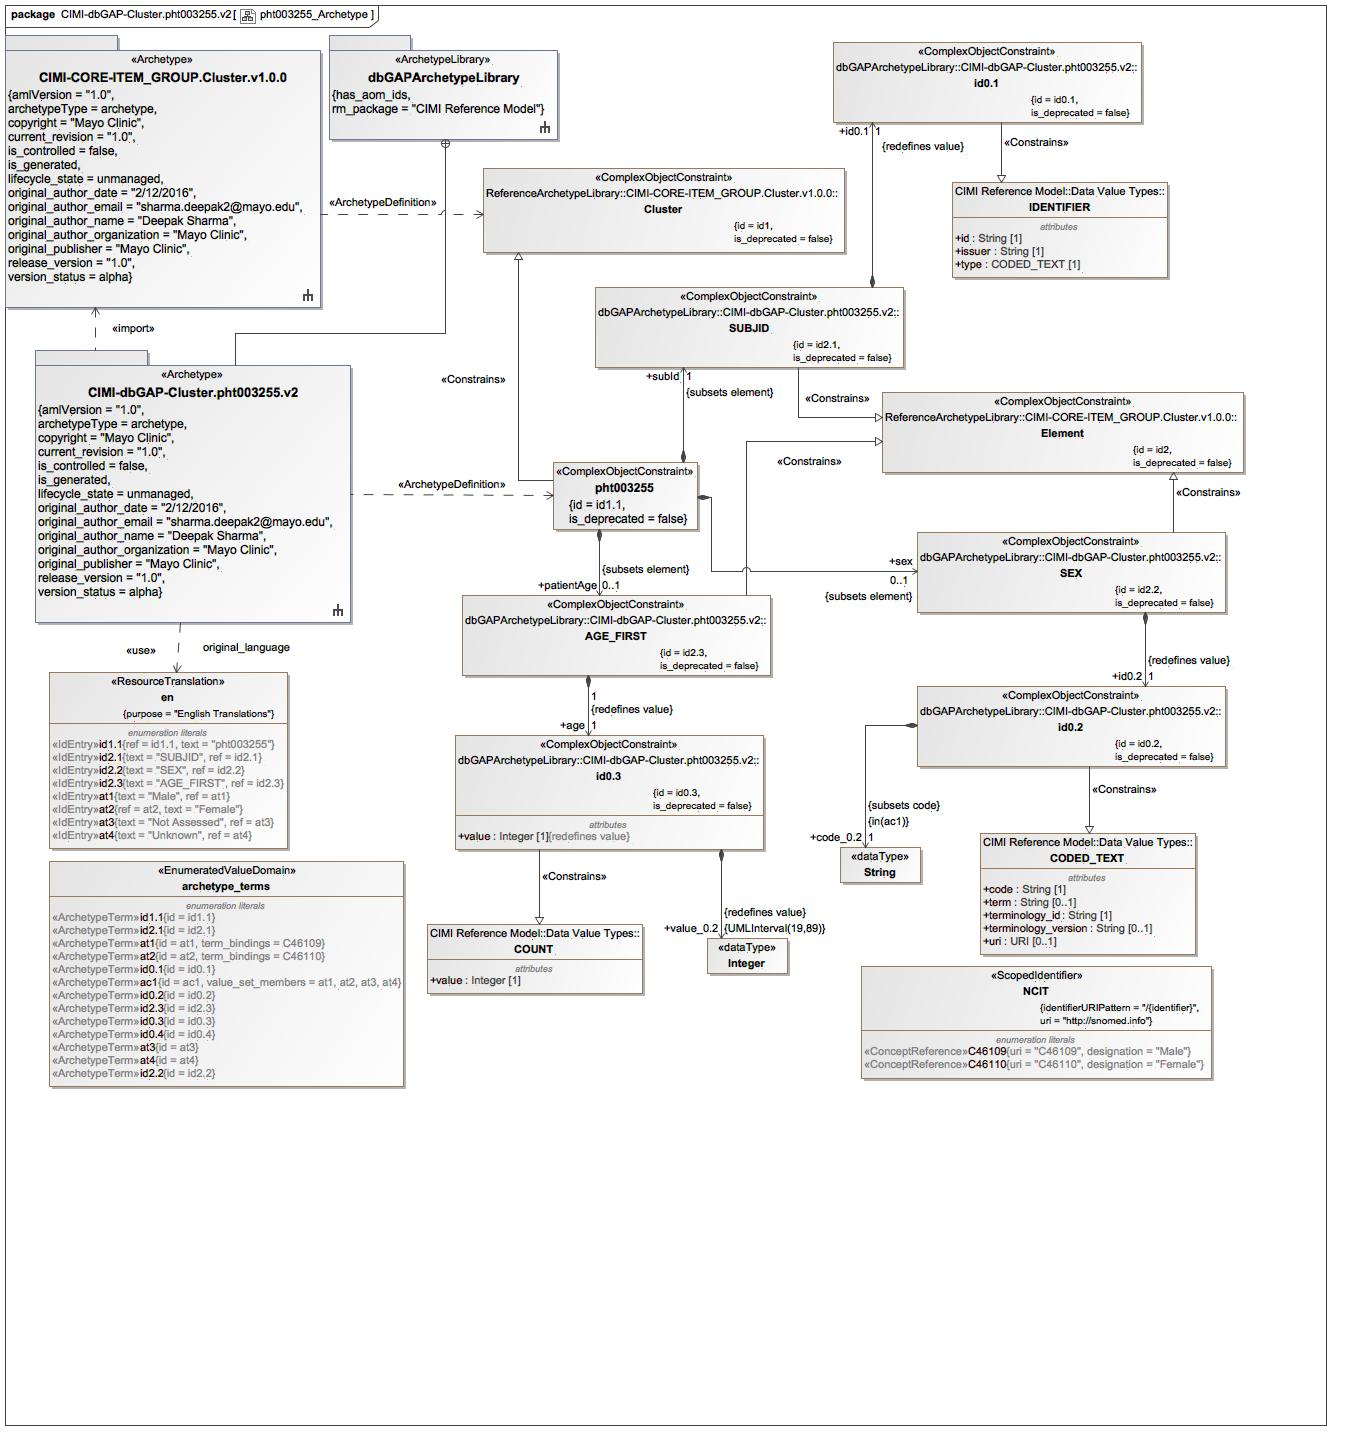 package CIMI-dbGAP-Cluster.pht003255.v2[ pht003255_Archetype ]
«Archetype»
CIMI-CORE-ITEM_GROUP.Cluster.v1.0.0
{amlVersion = "1.0",
archetypeType = archetype,
copyright = "Mayo Clinic",
current_revision = "1.0",
is_controlled = false,
is_generated,
lifecycle_state = unmanaged,
original_author_date = "2/12/2016",
original_author_email = "sharma.deepak2@mayo.edu",
original_author_name = "Deepak Sharma",
original_author_organization = "Mayo Clinic",
original_publisher = "Mayo Clinic",
release_version = "1.0",
version_status = alpha}
«ArchetypeLibrary»
dbGAPArchetypeLibrary
{has_aom_ids,
rm_package = "CIMI Reference Model"}
«ComplexObjectConstraint»
dbGAPArchetypeLibrary::CIMI-dbGAP-Cluster.pht003255.v2::
id0.1
{id = id0.1,
is_deprecated = false}
+id0.1 1
{redefines value}
«Constrains»
CIMI Reference Model::Data Value Types::
IDENTIFIER
attributes
+id : String [1]
+issuer : String [1]
+type : CODED_TEXT [1]
«ArchetypeDefinition»
«ComplexObjectConstraint»
ReferenceArchetypeLibrary::CIMI-CORE-ITEM_GROUP.Cluster.v1.0.0::
Cluster
{id = id1,
is_deprecated = false}
«ComplexObjectConstraint»
dbGAPArchetypeLibrary::CIMI-dbGAP-Cluster.pht003255.v2::
SUBJID
{id = id2.1,
is_deprecated = false}
«import»
«Constrains»
+subId 1
{subsets element}
«Constrains»
«ComplexObjectConstraint»
ReferenceArchetypeLibrary::CIMI-CORE-ITEM_GROUP.Cluster.v1.0.0::
Element
{id = id2,
is_deprecated = false}
«Constrains»
«Constrains»
«Archetype»
CIMI-dbGAP-Cluster.pht003255.v2
{amlVersion = "1.0",
archetypeType = archetype,
copyright = "Mayo Clinic",
current_revision = "1.0",
is_controlled = false,
is_generated,
lifecycle_state = unmanaged,
original_author_date = "2/12/2016",
original_author_email = "sharma.deepak2@mayo.edu",
original_author_name = "Deepak Sharma",
original_author_organization = "Mayo Clinic",
original_publisher = "Mayo Clinic",
release_version = "1.0",
version_status = alpha}
«ArchetypeDefinition»
«ComplexObjectConstraint»
pht003255
{id = id1.1,
is_deprecated = false}
{subsets element}
+patientAge 0..1
+sex
0..1
{subsets element}
«ComplexObjectConstraint»
dbGAPArchetypeLibrary::CIMI-dbGAP-Cluster.pht003255.v2::
SEX
{id = id2.2,
is_deprecated = false}
«ComplexObjectConstraint»
dbGAPArchetypeLibrary::CIMI-dbGAP-Cluster.pht003255.v2::
AGE_FIRST
{id = id2.3,
is_deprecated = false}
«use»
original_language
{redefines value}
+id0.2 1
«ResourceTranslation»
en
{purpose = "English Translations"}
enumeration literals
«IdEntry»id1.1{ref = id1.1, text = "pht003255"}
«IdEntry»id2.1{text = "SUBJID", ref = id2.1}
«IdEntry»id2.2{text = "SEX", ref = id2.2}
«IdEntry»id2.3{text = "AGE_FIRST", ref = id2.3}
«IdEntry»at1{text = "Male", ref = at1}
«IdEntry»at2{ref = at2, text = "Female"}
«IdEntry»at3{text = "Not Assessed", ref = at3}
«IdEntry»at4{text = "Unknown", ref = at4}
1
{redefines value}
+age 1
«ComplexObjectConstraint»
dbGAPArchetypeLibrary::CIMI-dbGAP-Cluster.pht003255.v2::
id0.3
{id = id0.3,
is_deprecated = false}
attributes
+value : Integer [1]{redefines value}
«ComplexObjectConstraint»
dbGAPArchetypeLibrary::CIMI-dbGAP-Cluster.pht003255.v2::
id0.2
{id = id0.2,
is_deprecated = false}
{subsets code}
{in(ac1)}
+code_0.2 1
«Constrains»
«dataType»
String
CIMI Reference Model::Data Value Types::
CODED_TEXT
attributes
+code : String [1]
+term : String [0..1]
+terminology_id : String [1]
+terminology_version : String [0..1]
+uri : URI [0..1]
«EnumeratedValueDomain»
archetype_terms
enumeration literals
«ArchetypeTerm»id1.1{id = id1.1}
«ArchetypeTerm»id2.1{id = id2.1}
«ArchetypeTerm»at1{id = at1, term_bindings = C46109}
«ArchetypeTerm»at2{id = at2, term_bindings = C46110}
«ArchetypeTerm»id0.1{id = id0.1}
«ArchetypeTerm»ac1{id = ac1, value_set_members = at1, at2, at3, at4}
«ArchetypeTerm»id0.2{id = id0.2}
«ArchetypeTerm»id2.3{id = id2.3}
«ArchetypeTerm»id0.3{id = id0.3}
«ArchetypeTerm»id0.4{id = id0.4}
«ArchetypeTerm»at3{id = at3}
«ArchetypeTerm»at4{id = at4}
«ArchetypeTerm»id2.2{id = id2.2}
«Constrains»
{redefines value}
+value_0.2 {UMLInterval(19,89)}
CIMI Reference Model::Data Value Types::
COUNT
attributes
+value : Integer [1]
«dataType»
Integer
«ScopedIdentifier»
NCIT
{identifierURIPattern = "/{identifier}",
uri = "http://snomed.info"}
enumeration literals
«ConceptReference»C46109{uri = "C46109", designation = "Male"}
«ConceptReference»C46110{uri = "C46110", designation = "Female"}